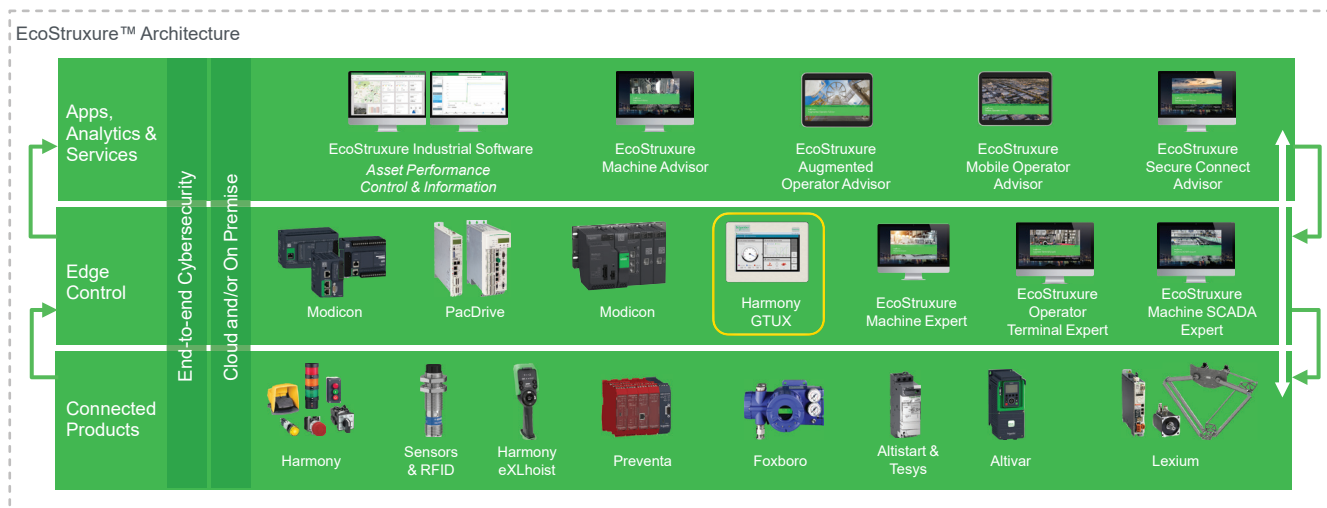 EcoStruxure™ Architecture
Apps,
Analytics &
Services
End-to-end Cybersecurity
Cloud and/or On Premise
EcoStruxure Industrial Software
Asset Performance
Control & Information
EcoStruxure
Machine Advisor
EcoStruxure
Augmented
Operator Advisor
EcoStruxure
Mobile Operator
Advisor
EcoStruxure
Secure Connect
Advisor
Edge
Control
Modicon
PacDrive
Modicon
Harmony
GTUX
EcoStruxure
Machine Expert
EcoStruxure
Operator
Terminal Expert
EcoStruxure
Machine SCADA
Expert
Connected
Products
Harmony
Sensors
& RFID
Harmony
eXLhoist
Preventa
Foxboro
Altistart &
Tesys
Altivar
Lexium